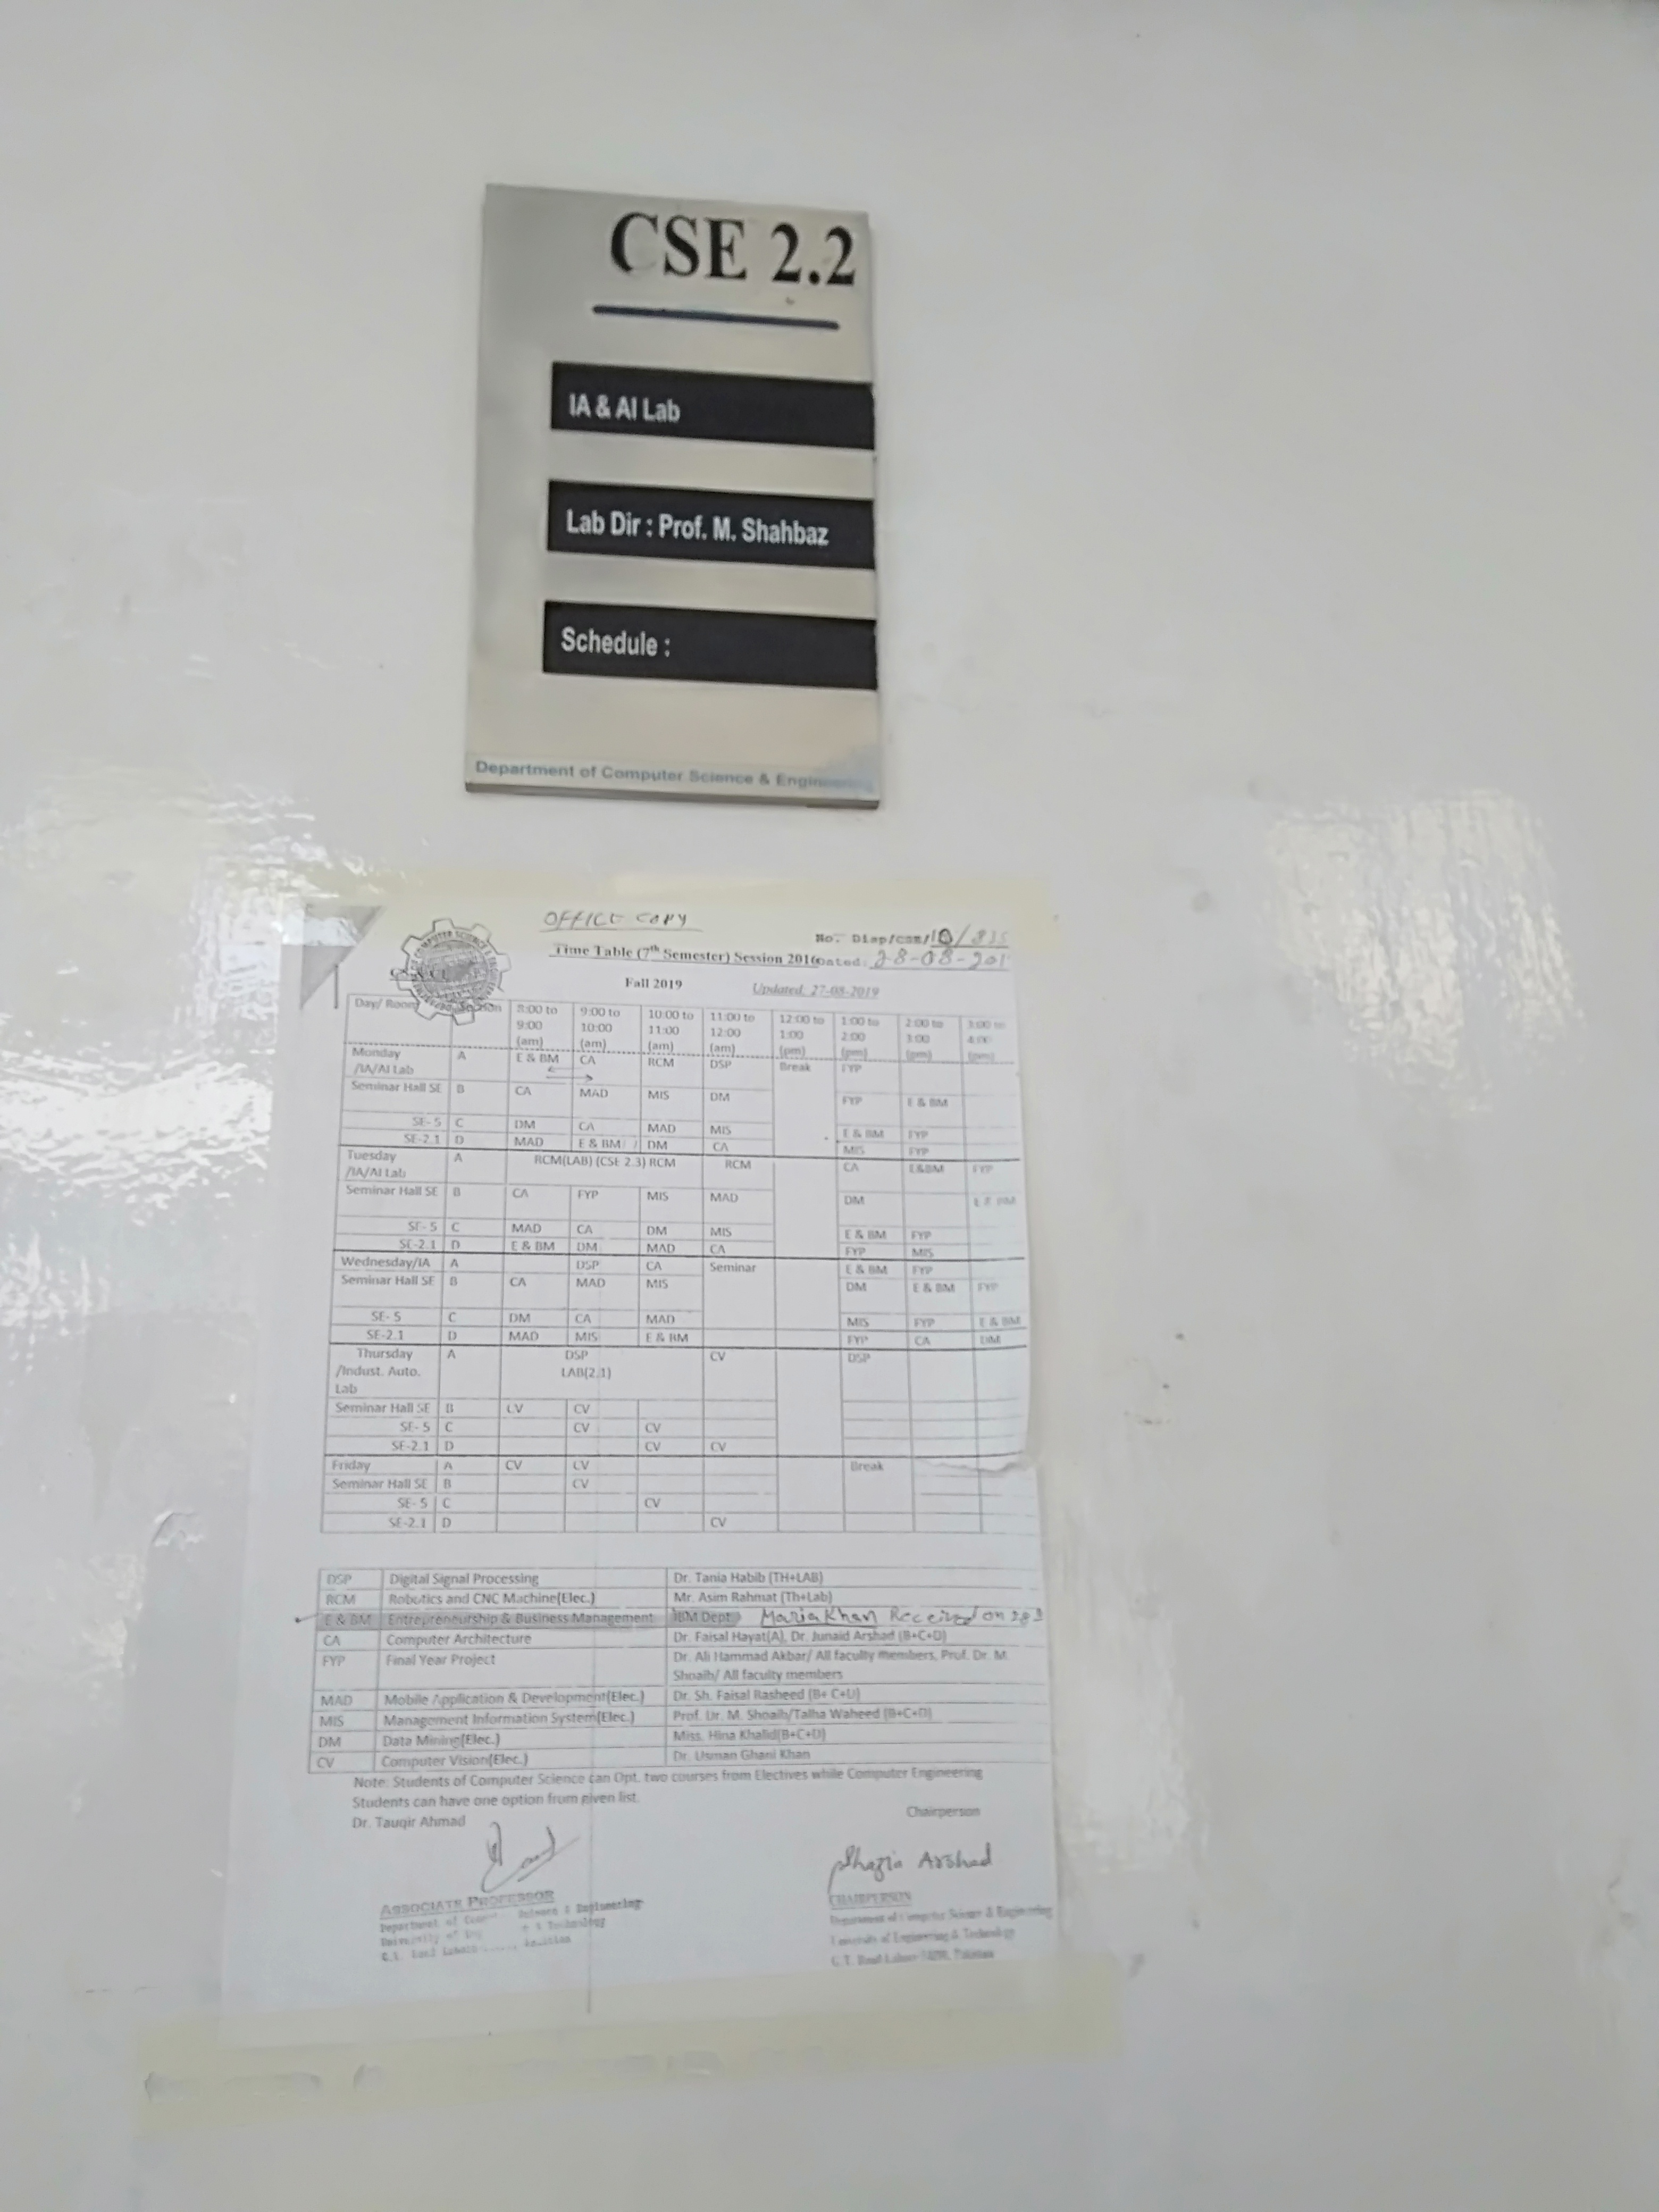 CSE 2.2
IA & AI Lab
Lab Dir : Prof. M. Shahbaz
Schedule :
Department of Computer Science & Engineering
OFFICE COPY
No. Disp/CSE/
Time Table (7th Semester) Session 2016 Dated: 28-08-201
Fall 2019 Updated: 27-08-2019
Day/ Room 8:00 to 9:00 (am) 9:00 to 10:00 (am) 10:00 to 11:00 (am) 11:00 to 12:00 (am) 12:00 to 1:00 (pm) 1:00 to 2:00 (pm) 2:00 to 3:00 (pm) 3:00 to 4:00 (pm)
Monday /IA/AI Lab A E & BM CA RCM DSP Break FYP
Seminar Hall SE B CA MAD MIS DM FYP E & BM
SE- 5 C DM CA MAD MIS E & BM FYP
SE-2.1 D MAD E & BM DM CA MIS FYP
Tuesday /IA/AI Lab A RCM(LAB) (CSE 2.3) RCM RCM CA E&BM FYP
Seminar Hall SE B CA FYP MIS MAD DM E & BM
SE- 5 C MAD CA DM MIS E & BM FYP
SE-2.1 D E & BM DM MAD CA FYP MIS
Wednesday/IA A DSP CA Seminar E & BM FYP
Seminar Hall SE B CA MAD MIS DM E & BM FYP
SE- 5 C DM CA MAD MIS FYP E & BM
SE-2.1 D MAD MIS E & BM FYP CA DM
Thursday /Indust. Auto. Lab A DSP LAB(2.1) CV DSP
Seminar Hall SE B CV CV
SE- 5 C CV CV
SE-2.1 D CV CV
Friday A CV CV Break
Seminar Hall SE B CV
SE- 5 C CV
SE-2.1 D CV
DSP Digital Signal Processing Dr. Tania Habib (TH+LAB)
RCM Robotics and CNC Machine(Elec.) Mr. Asim Rahmat (Th+Lab)
E & BM Entrepreneurship & Business Management IBM Dept. Maria Khan Received on
CA Computer Architecture Dr. Faisal Hayat(A), Dr. Junaid Arshad (B+C+D)
FYP Final Year Project Dr. Ali Hammad Akbar/ All faculty members, Prof. Dr. M.
Shoaib/ All faculty members
MAD Mobile Application & Development(Elec.) Dr. Sh. Faisal Rasheed (B+ C+D)
MIS Management Information System(Elec.) Prof. Dr. M. Shoaib/Talha Waheed (B+C+D)
DM Data Mining(Elec.) Miss. Hina Khalid(B+C+D)
CV Computer Vision(Elec.) Dr. Usman Ghani Khan
Note: Students of Computer Science can Opt. two courses from Electives while Computer Engineering
Students can have one option from given list.
Dr. Tauqir Ahmad Chairperson
Shazia Arshad
ASSOCIATE PROFESSOR
Department of Science & Engineering
University of & Technology
CHAIRPERSON
Department of Computer Science & Engineering
University of Engineering & Technology
G.T. Road Lahore Pakistan